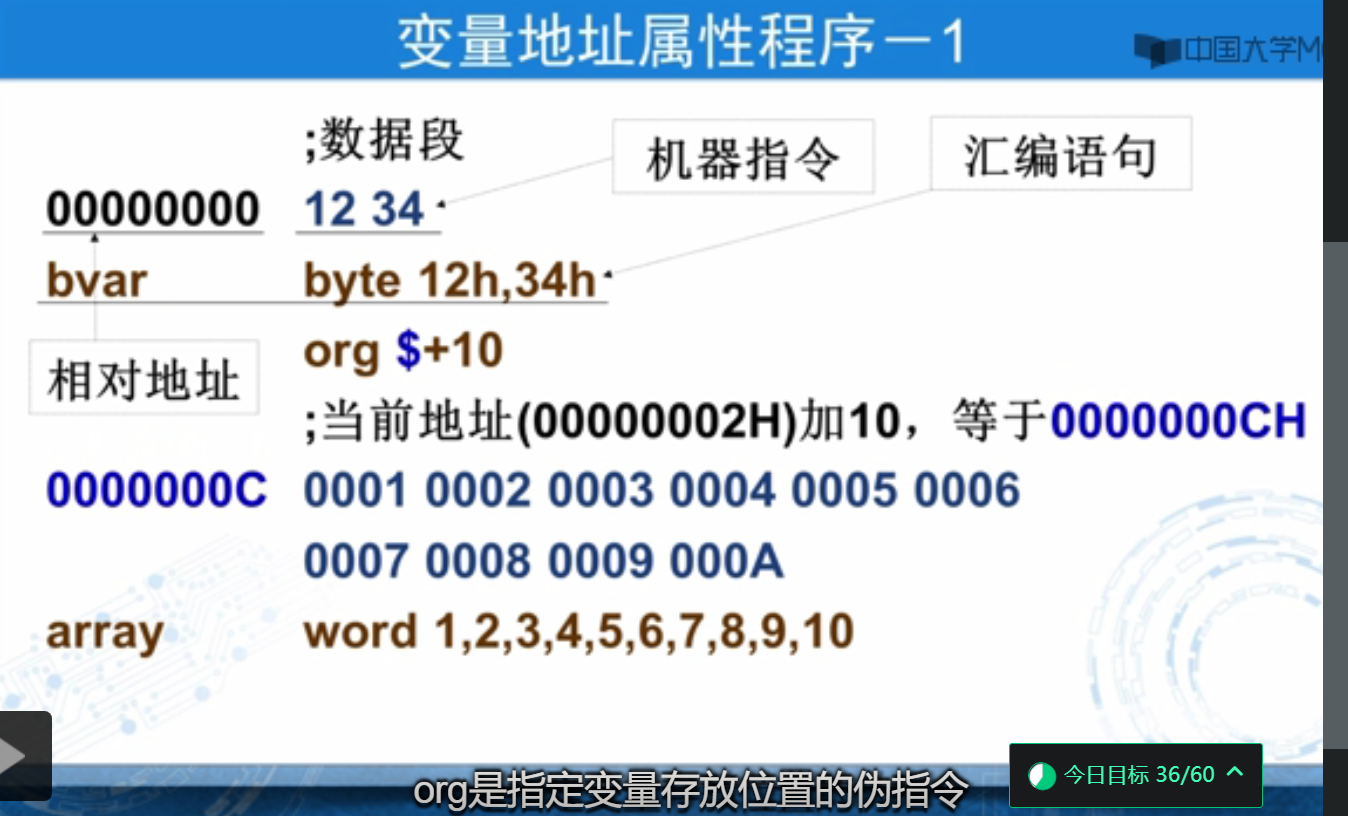 变量地址属性程序－1
中国大学M
;数据段
机器指令
汇编语句
00000000 12 34
bvar byte 12h,34h
org $+10
相对地址
;当前地址(00000002H)加10，等于0000000CH
0000000C 0001 0002 0003 0004 0005 0006
0007 0008 0009 000A
array word 1,2,3,4,5,6,7,8,9,10
org是指定变量存放位置的伪指令
今日目标 36/60